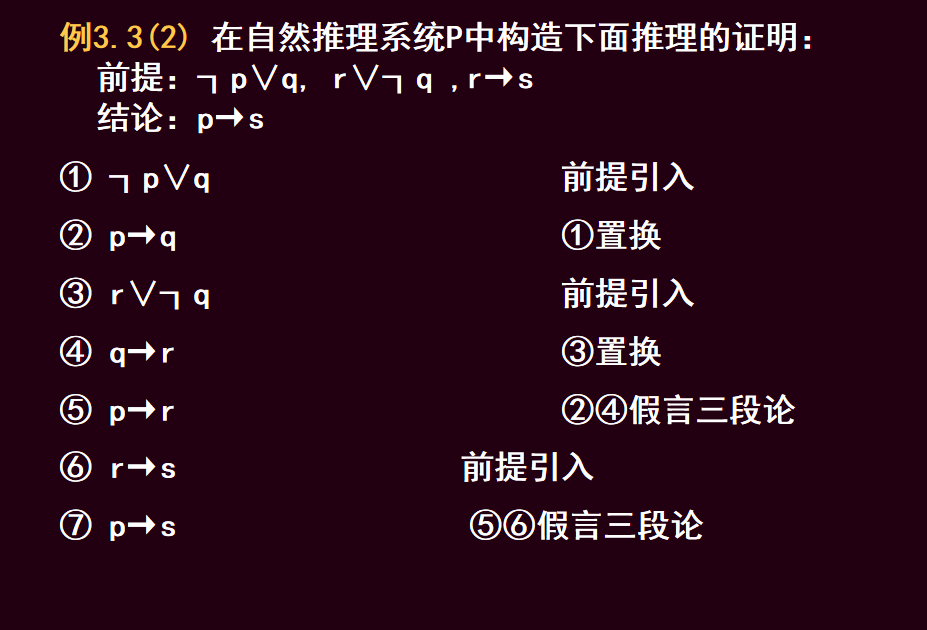 例3.3(2) 在自然推理系统P中构造下面推理的证明：
前提：┐p∨q, r∨┐q ,r→s
结论：p→s
① ┐p∨q 前提引入
② p→q ①置换
③ r∨┐q 前提引入
④ q→r ③置换
⑤ p→r ②④假言三段论
⑥ r→s 前提引入
⑦ p→s ⑤⑥假言三段论